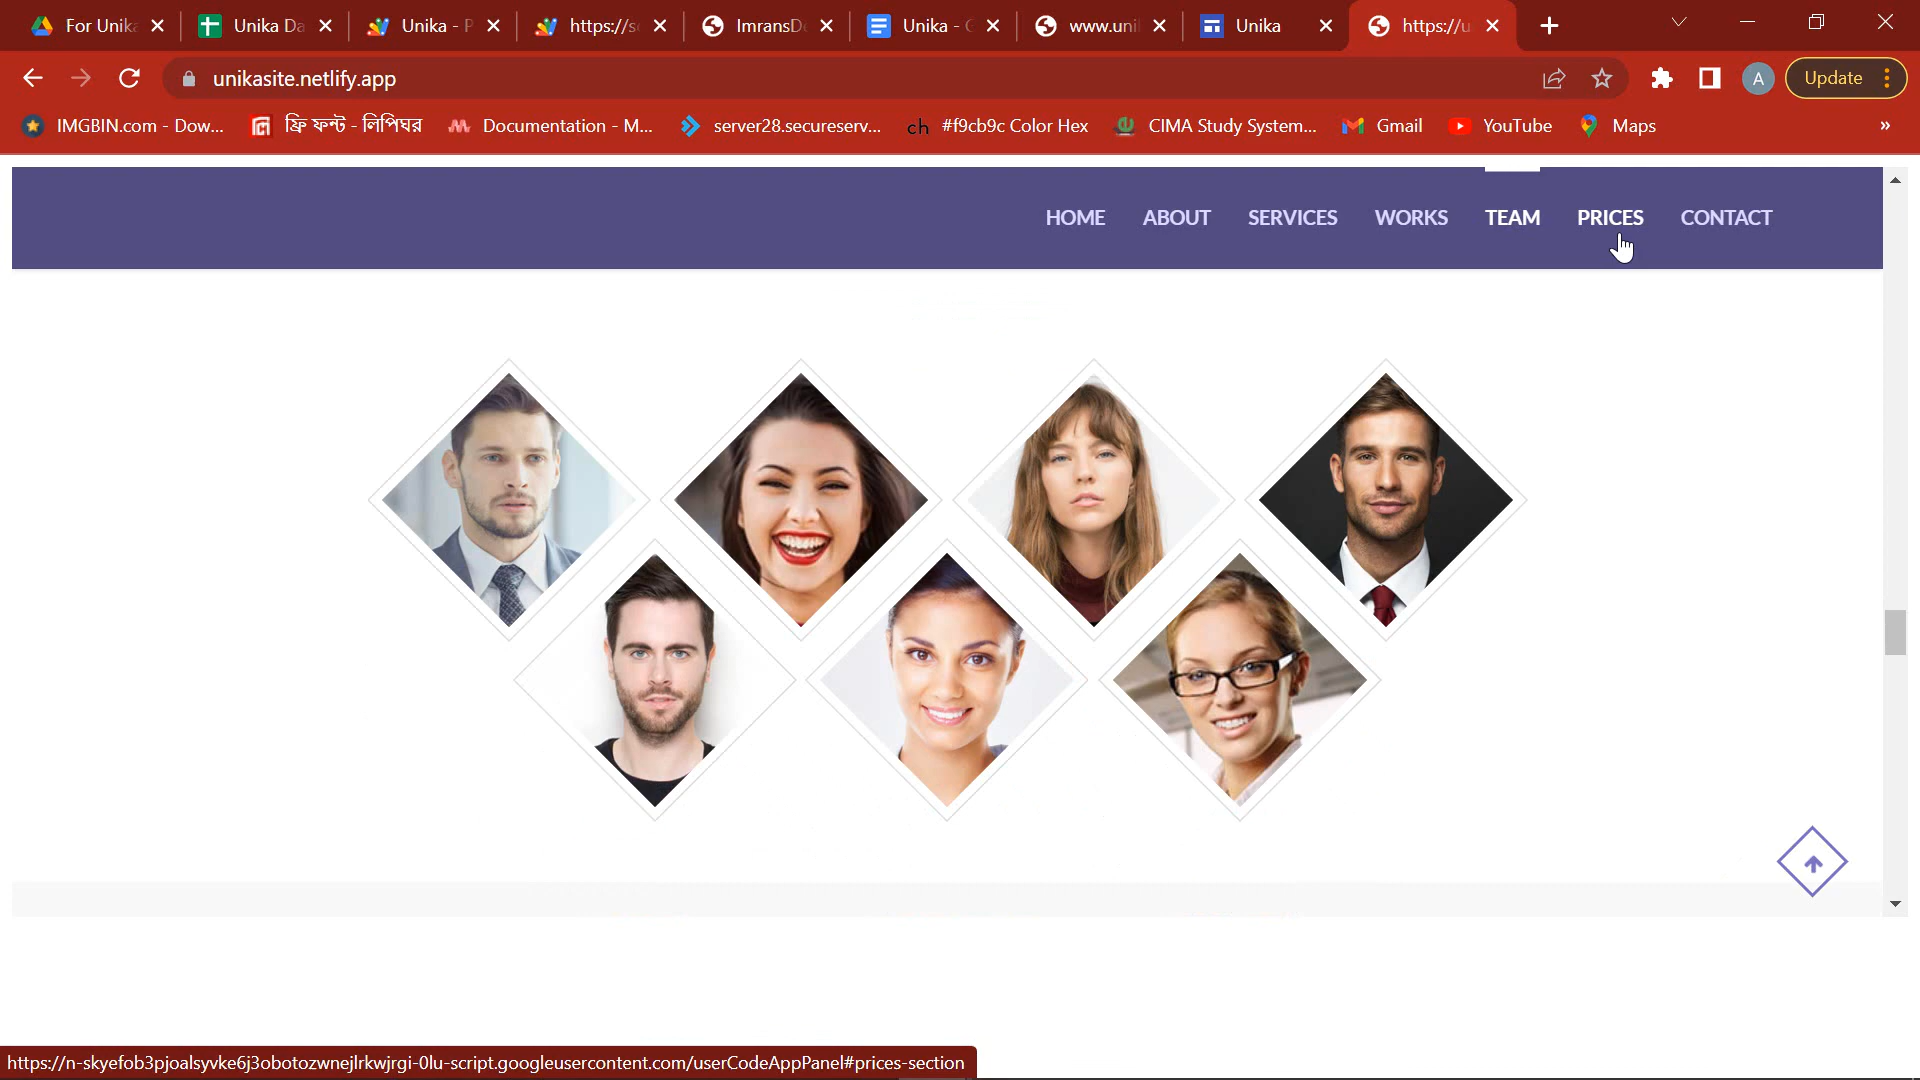 For Unika
Unika Da
Unika - P
https://s
ImransD
Unika - G
www.uni
Unika
https://u
unikasite.netlify.app
A
Update
IMGBIN.com - Dow...
ফ্রি ফন্ট - লিপিঘর
Documentation - M...
server28.secureserv...
ch
#f9cb9c Color Hex
CIMA Study System...
Gmail
YouTube
Maps
»
HOME
ABOUT
SERVICES
WORKS
TEAM
PRICES
CONTACT
https://n-skyefob3pjoalsyvke6j3obotozwnejlrkwjrgi-0lu-script.googleusercontent.com/userCodeAppPanel#prices-section